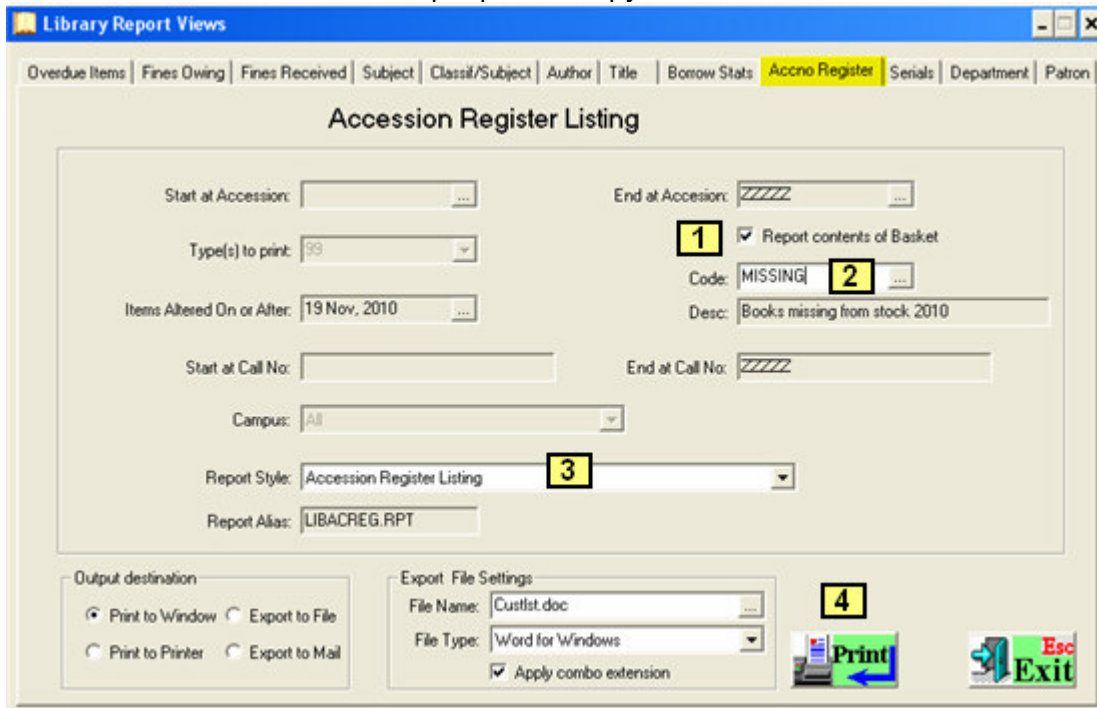 Library Report Views
Overdue Items Fines Owing Fines Received Subject Classif/Subject Author Title Borrow Stats Accno Register Serials Department Patron
Accession Register Listing
Start at Accession: ... End at Accesion: ZZZZZ ...
1 Report contents of Basket
Type(s) to print: 99
Code: MISSING 2 ...
Items Altered On or After: 19 Nov, 2010 ... Desc: Books missing from stock 2010
Start at Call No: End at Call No: ZZZZZ
Campus: All
Report Style: Accession Register Listing 3
Report Alias: LIBACREG.RPT
Output destination Export File Settings
File Name: Custlst.doc ... 4
Print to Window Export to File
File Type: Word for Windows
Print to Printer Export to Mail
Print
Esc
Exit
Apply combo extension